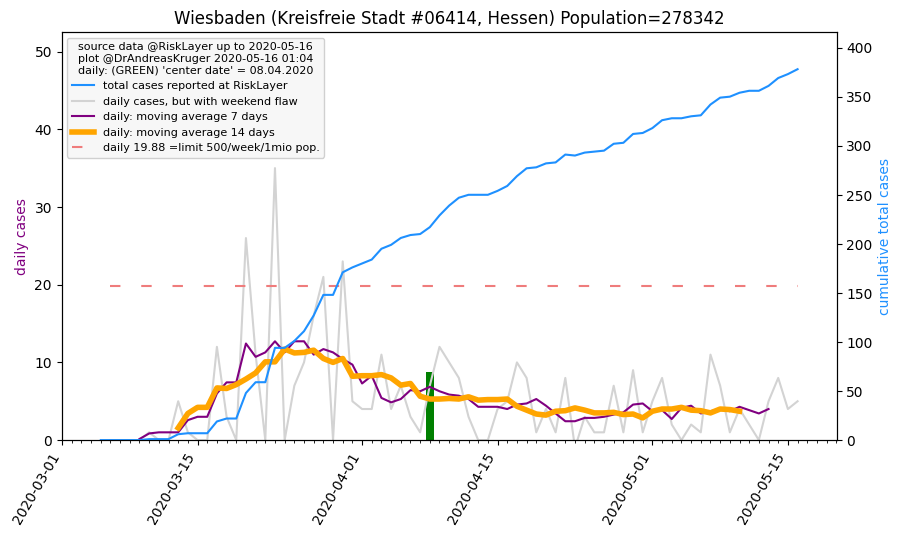 Wiesbaden (Kreisfreie Stadt #06414, Hessen) Population=278342
source data @RiskLayer up to 2020-05-16
plot @DrAndreasKruger 2020-05-16 01:04
daily: (GREEN) 'center date' = 08.04.2020
total cases reported at RiskLayer
daily cases, but with weekend flaw
daily: moving average 7 days
daily: moving average 14 days
daily 19.88 =limit 500/week/1mio pop.
daily cases
50
40
30
20
10
0
cumulative total cases
400
350
300
250
200
150
100
50
0
2020-03-01
2020-03-15
2020-04-01
2020-04-15
2020-05-01
2020-05-15